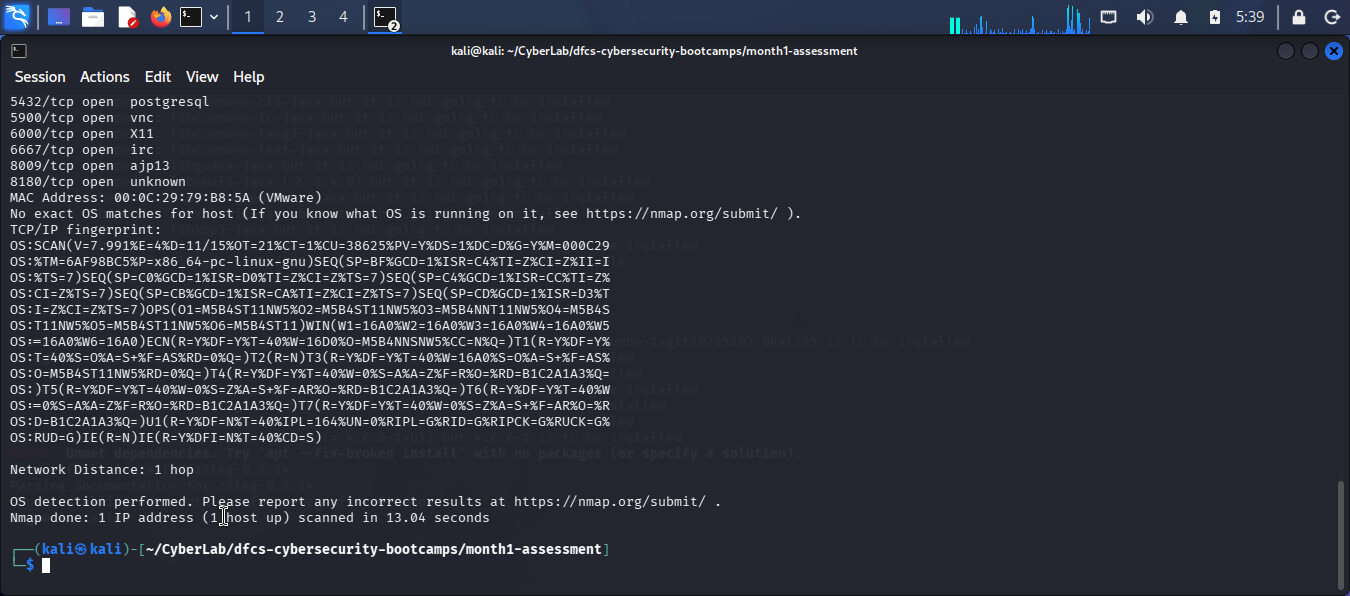 1 2 3 4 2 5:39
kali@kali: ~/CyberLab/dfcs-cybersecurity-bootcamps/month1-assessment
Session Actions Edit View Help
5432/tcp open  postgresql
5900/tcp open  vnc
6000/tcp open  X11
6667/tcp open  irc
8009/tcp open  ajp13
8180/tcp open  unknown
MAC Address: 00:0C:29:79:B8:5A (VMware)
No exact OS matches for host (If you know what OS is running on it, see https://nmap.org/submit/ ).
TCP/IP fingerprint:
OS:SCAN(V=7.991%E=4%D=11/15%OT=21%CT=1%CU=38625%PV=Y%DS=1%DC=D%G=Y%M=000C29
OS:%TM=6AF98BC5%P=x86_64-pc-linux-gnu)SEQ(SP=BF%GCD=1%ISR=C4%TI=Z%CI=Z%II=I
OS:%TS=7)SEQ(SP=C0%GCD=1%ISR=D0%TI=Z%CI=Z%TS=7)SEQ(SP=C4%GCD=1%ISR=CC%TI=Z%
OS:CI=Z%TS=7)SEQ(SP=CB%GCD=1%ISR=CA%TI=Z%CI=Z%TS=7)SEQ(SP=CD%GCD=1%ISR=D3%T
OS:I=Z%CI=Z%TS=7)OPS(O1=M5B4ST11NW5%O2=M5B4ST11NW5%O3=M5B4NNT11NW5%O4=M5B4S
OS:T11NW5%O5=M5B4ST11NW5%O6=M5B4ST11)WIN(W1=16A0%W2=16A0%W3=16A0%W4=16A0%W5
OS:=16A0%W6=16A0)ECN(R=Y%DF=Y%T=40%W=16D0%O=M5B4NNSNW5%CC=N%Q=)T1(R=Y%DF=Y%
OS:T=40%S=O%A=S+%F=AS%RD=0%Q=)T2(R=N)T3(R=Y%DF=Y%T=40%W=16A0%S=O%A=S+%F=AS%
OS:O=M5B4ST11NW5%RD=0%Q=)T4(R=Y%DF=Y%T=40%W=0%S=A%A=Z%F=R%O=%RD=B1C2A1A3%Q=
OS:)T5(R=Y%DF=Y%T=40%W=0%S=Z%A=S+%F=AR%O=%RD=B1C2A1A3%Q=)T6(R=Y%DF=Y%T=40%W
OS:=0%S=A%A=Z%F=R%O=%RD=B1C2A1A3%Q=)T7(R=Y%DF=Y%T=40%W=0%S=Z%A=S+%F=AR%O=%R
OS:D=B1C2A1A3%Q=)U1(R=Y%DF=N%T=40%IPL=164%UN=0%RIPL=G%RID=G%RIPCK=G%RUCK=G%
OS:RUD=G)IE(R=N)IE(R=Y%DFI=N%T=40%CD=S)
Network Distance: 1 hop
OS detection performed. Please report any incorrect results at https://nmap.org/submit/ .
Nmap done: 1 IP address (1 host up) scanned in 13.04 seconds
┌──(kali㉿kali)-[~/CyberLab/dfcs-cybersecurity-bootcamps/month1-assessment]
└─$